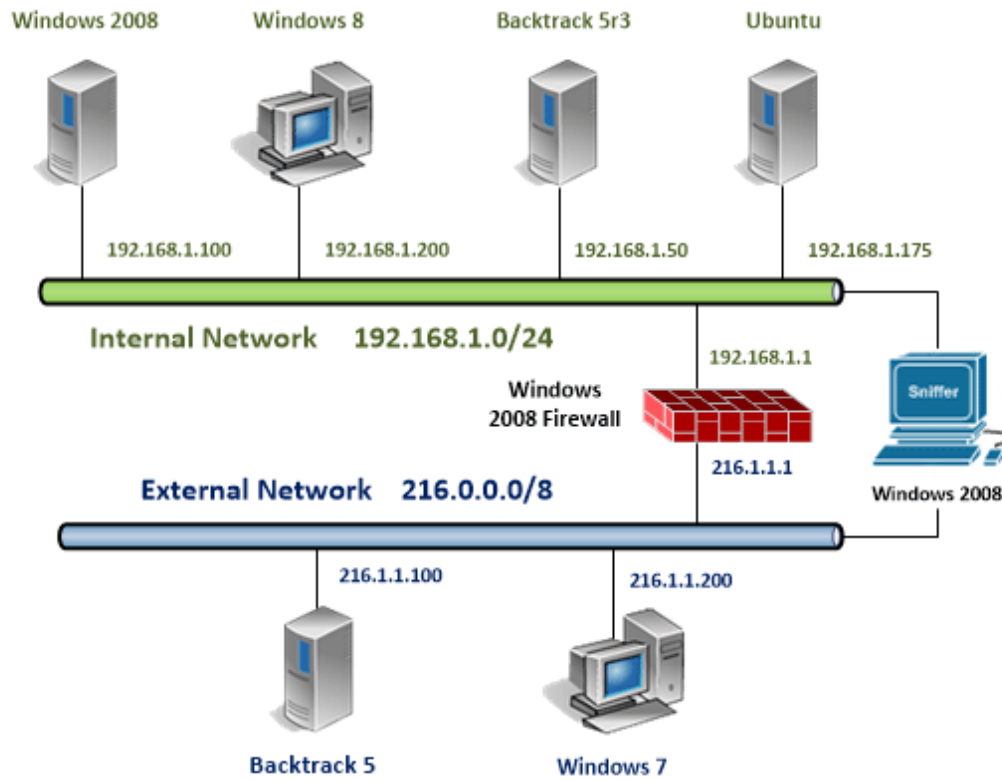 Windows 2008
Windows 8
Backtrack 5r3
Ubuntu
192.168.1.100
192.168.1.200
192.168.1.50
192.168.1.175
Internal Network 192.168.1.0/24
192.168.1.1
Windows
2008 Firewall
Sniffer
216.1.1.1
Windows 2008
External Network 216.0.0.0/8
216.1.1.100
216.1.1.200
Backtrack 5
Windows 7